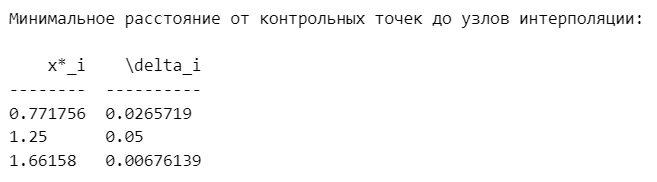 Минимальное расстояние от контрольных точек до узлов интерполяции:
x*_i \delta_i
-------- ----------
0.771756 0.0265719
1.25 0.05
1.66158 0.00676139